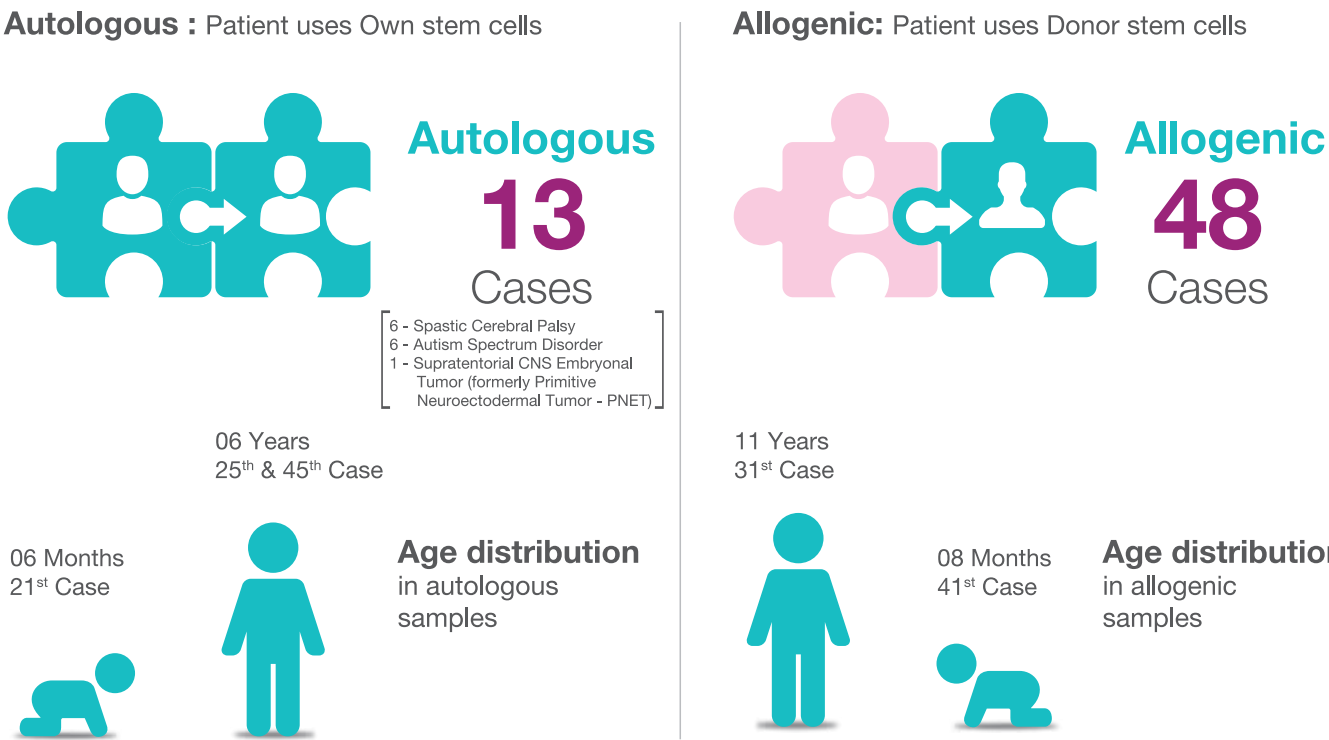 Autologous : Patient uses Own stem cells
Autologous
13
Cases
6 - Spastic Cerebral Palsy
6 - Autism Spectrum Disorder
1 - Supratentorial CNS Embryonal
Tumor (formerly Primitive
Neuroectodermal Tumor - PNET)
06 Years
25th & 45th Case
06 Months
21st Case
Age distribution
in autologous
samples
Allogenic: Patient uses Donor stem cells
Allogenic
48
Cases
11 Years
31st Case
08 Months
41st Case
Age distribution
in allogenic
samples